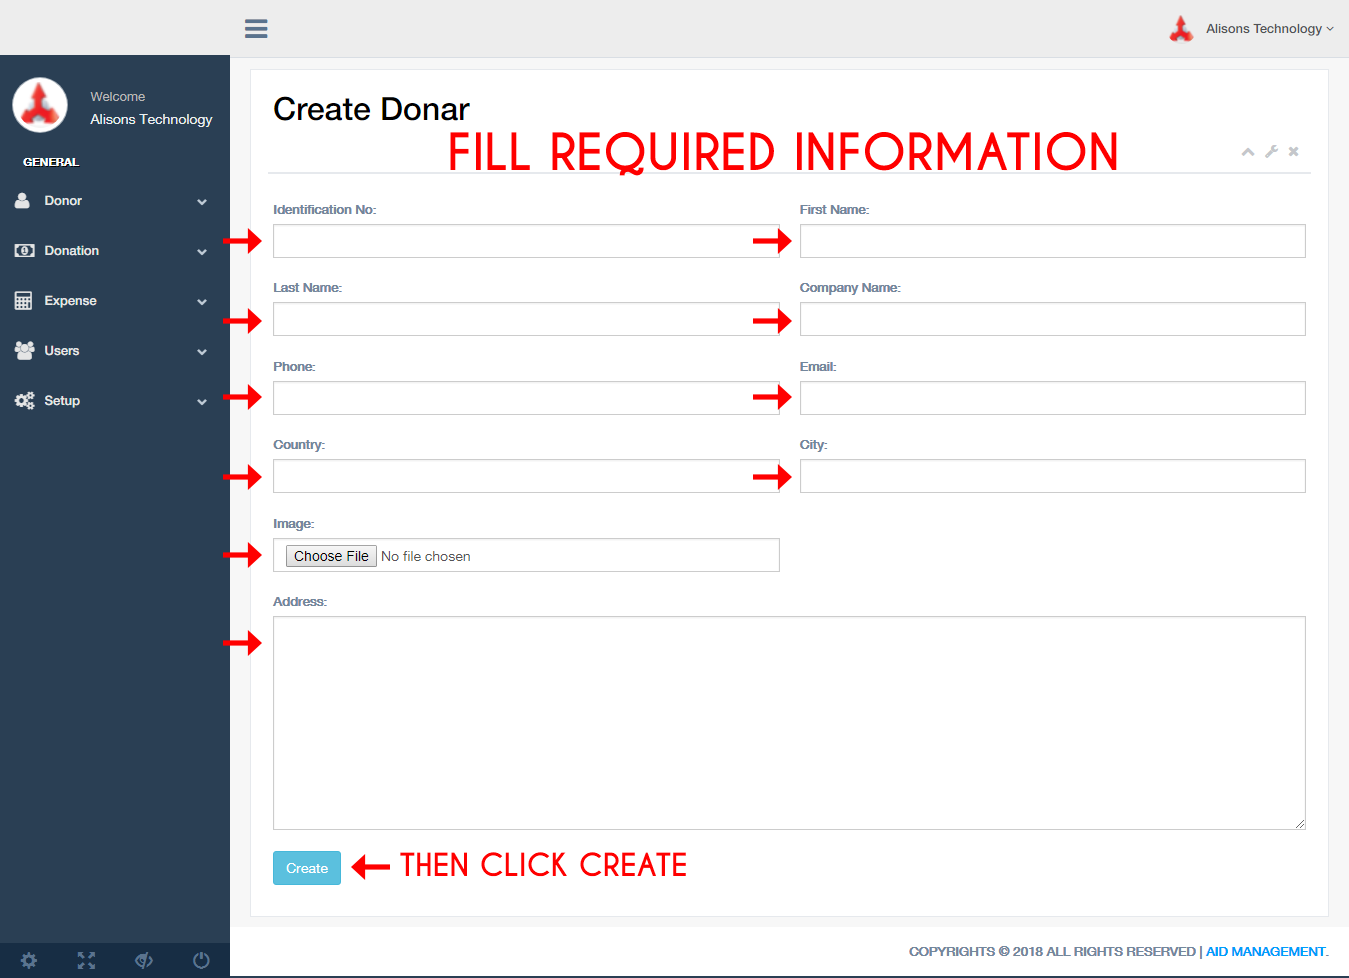 Alisons Technology
Welcome
Alisons Technology
GENERAL
Donor
Donation
Expense
Users
Setup
Create Donar
FILL REQUIRED INFORMATION
Identification No:
First Name:
Last Name:
Company Name:
Phone:
Email:
Country:
City:
Image:
Choose File No file chosen
Address:
Create
THEN CLICK CREATE
COPYRIGHTS © 2018 ALL RIGHTS RESERVED | AID MANAGEMENT.